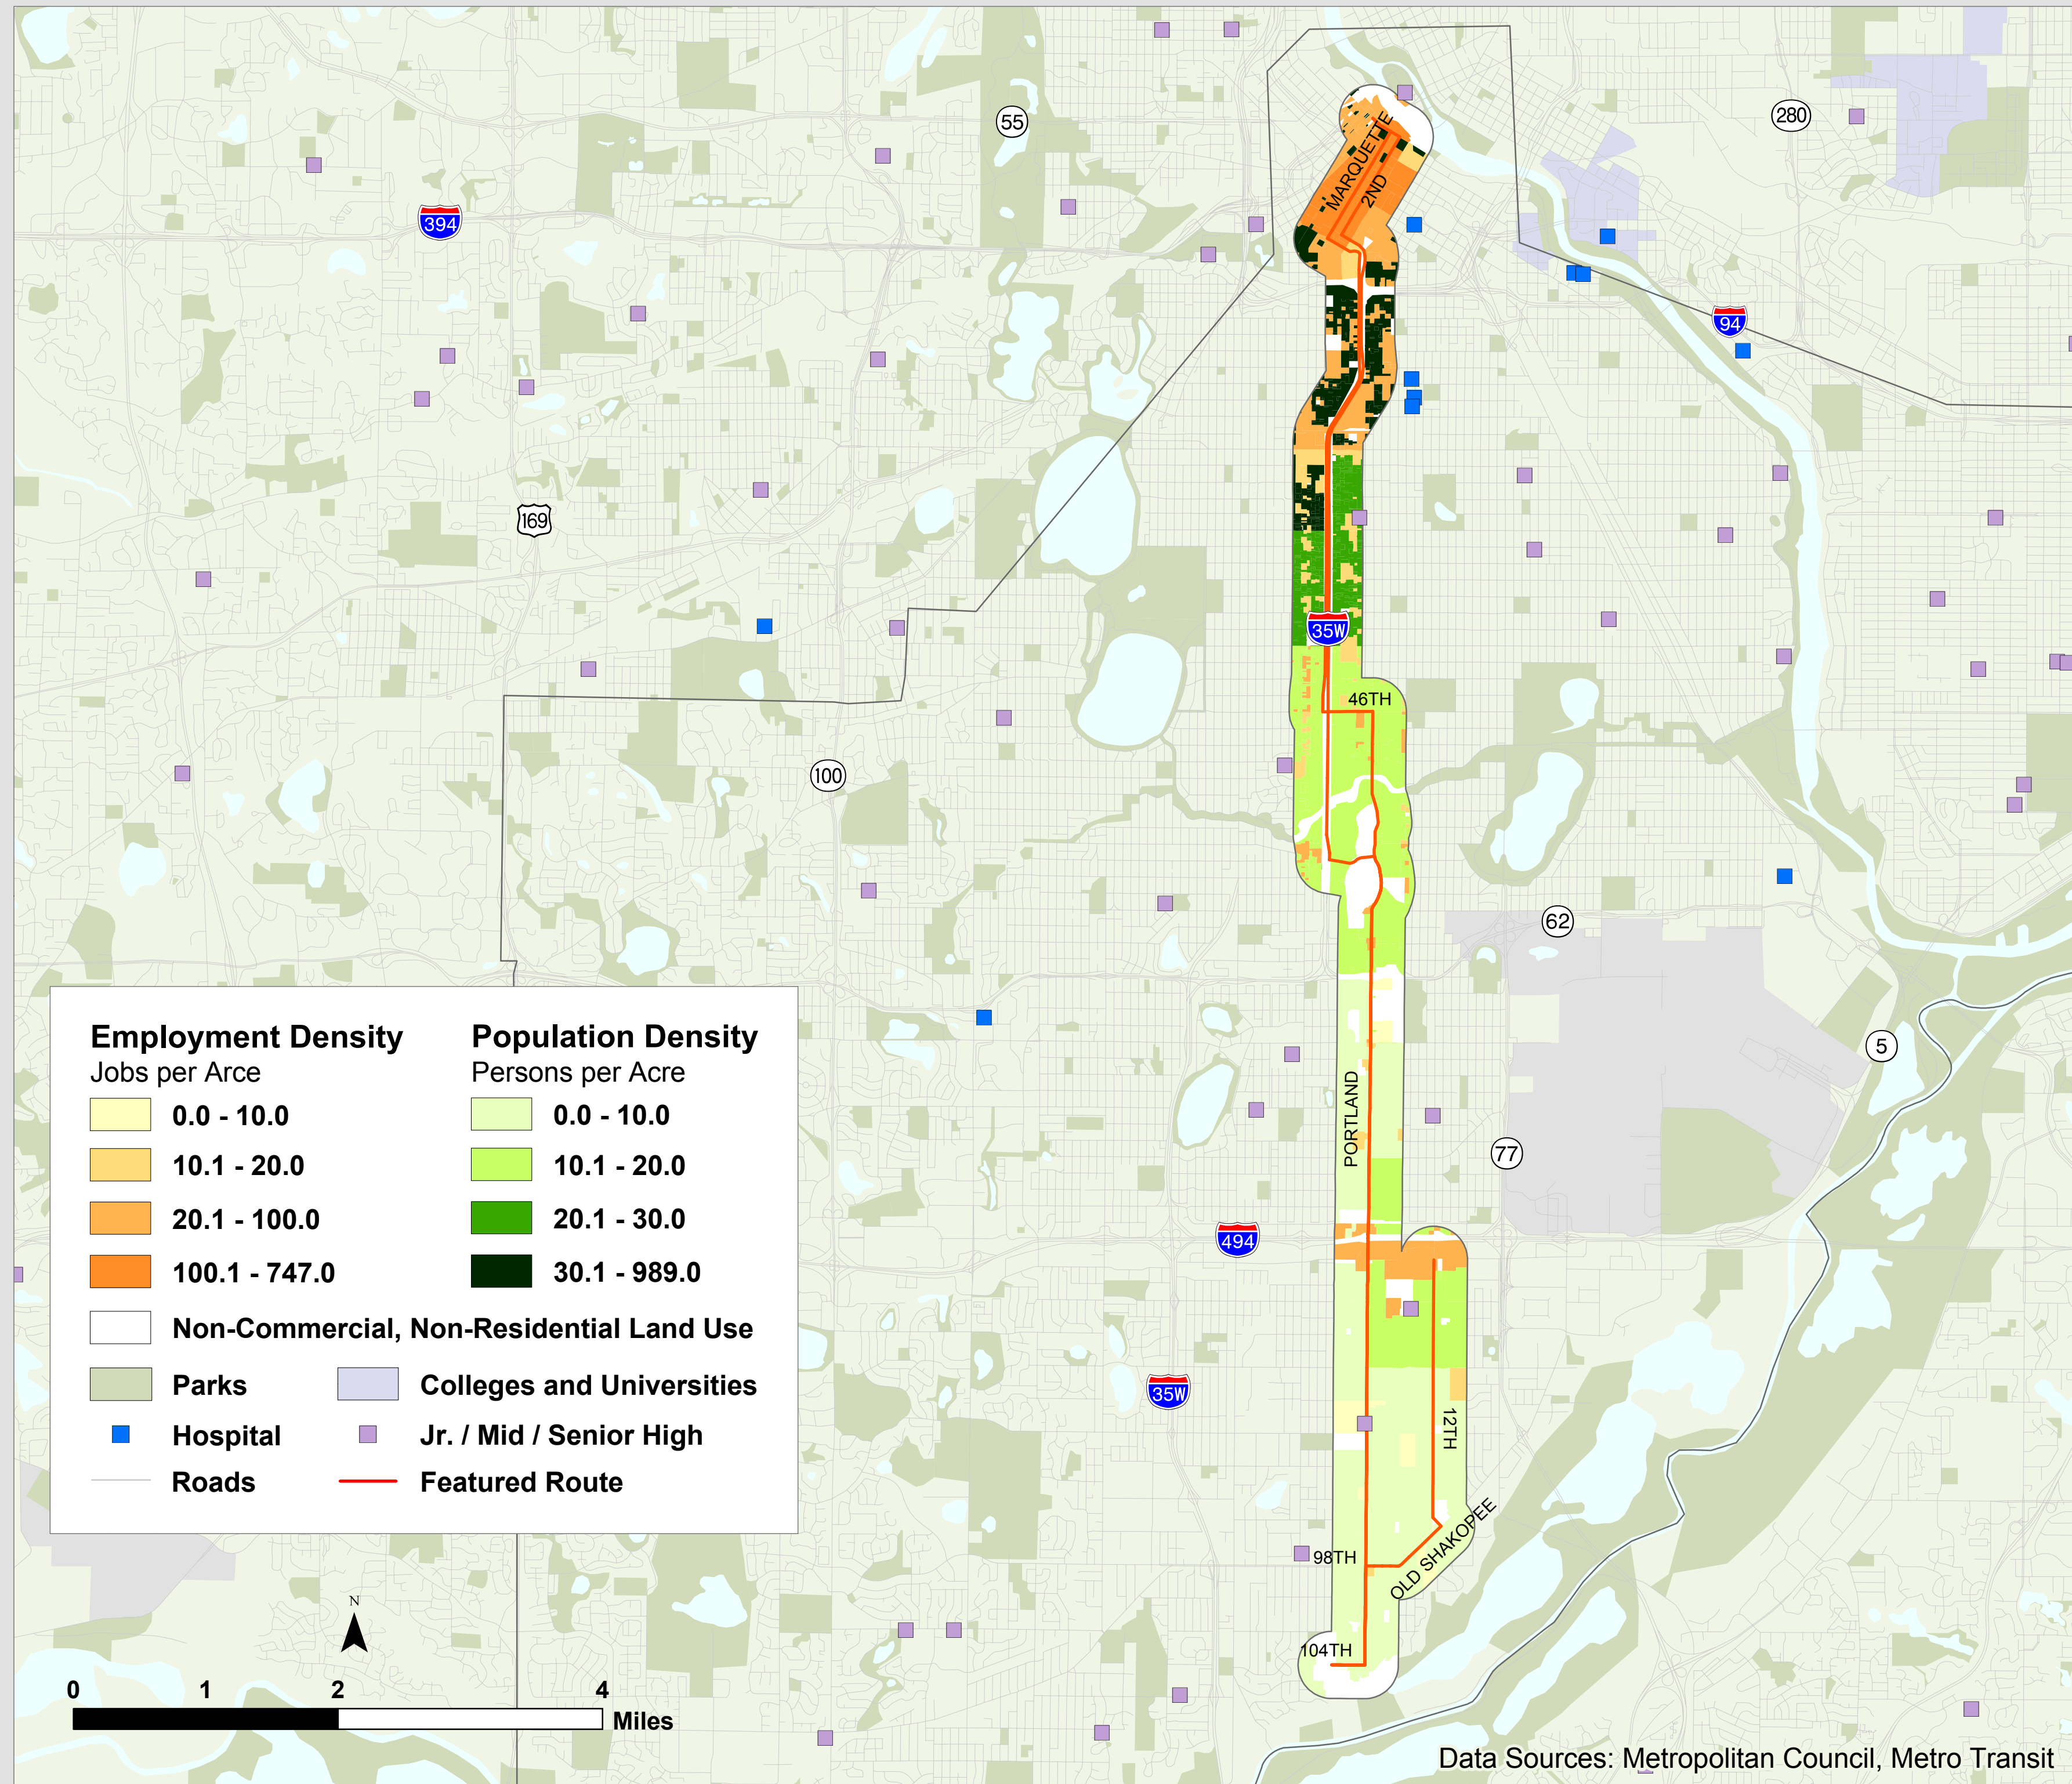 55
280
MARQUETTE
2ND
394
94
169
35W
46TH
100
62
5
PORTLAND
77
494
35W
12TH
OLD SHAKOPEE
98TH
104TH
Employment Density
Jobs per Arce
0.0 - 10.0
10.1 - 20.0
20.1 - 100.0
100.1 - 747.0
Population Density
Persons per Acre
0.0 - 10.0
10.1 - 20.0
20.1 - 30.0
30.1 - 989.0
Non-Commercial, Non-Residential Land Use
Parks
Colleges and Universities
Hospital
Jr. / Mid / Senior High
Roads
Featured Route
N
0 1 2 4
Miles
Data Sources: Metropolitan Council, Metro Transit